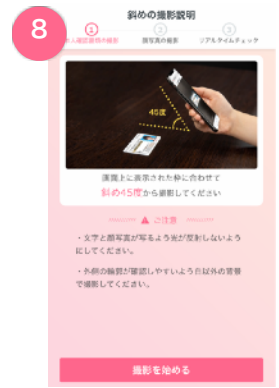 8
斜めの撮影説明
1
2
3
本人確認書類の撮影
顔写真の撮影
リアルタイムチェック
45度
画面上に表示された枠に合わせて
斜め45度から撮影してください
ご注意
・文字と顔写真が写るよう光が反射しないよう
にしてください。
・外側の輪郭が確認しやすいよう白以外の背景
で撮影してください。
撮影を始める